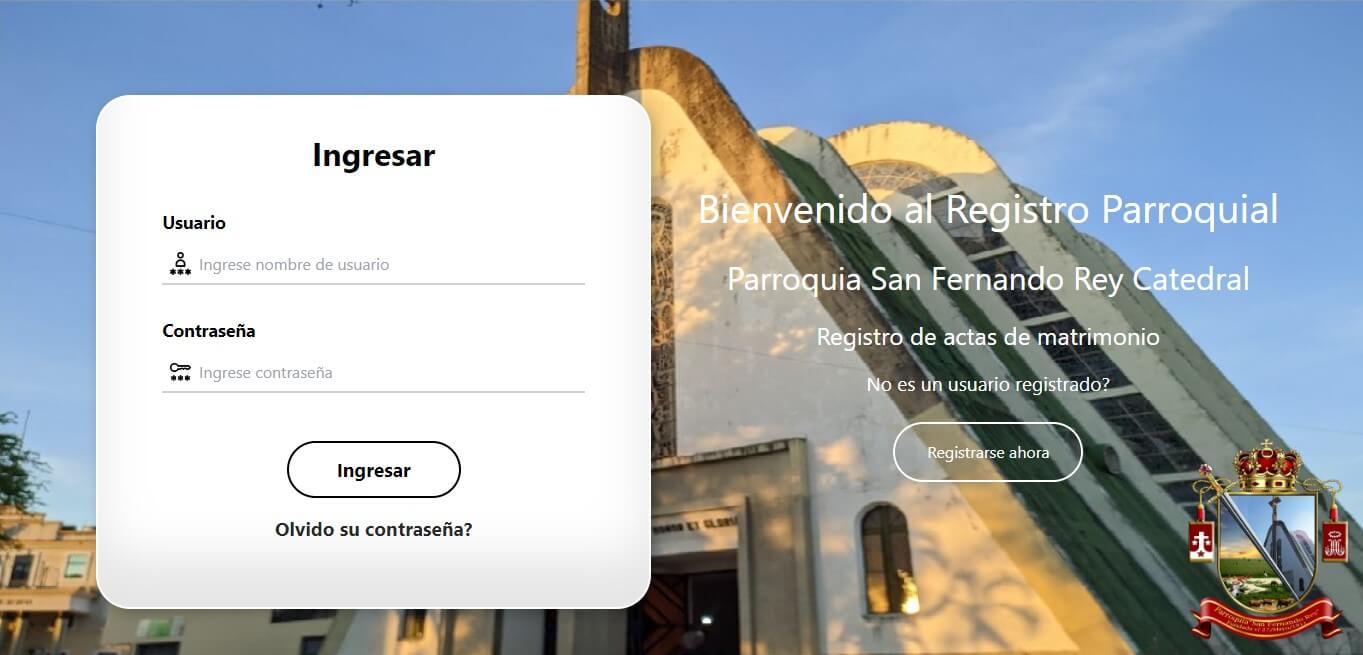 Ingresar
Usuario
Ingrese nombre de usuario
Contraseña
Ingrese contraseña
Ingresar
Olvido su contraseña?
Bienvenido al Registro Parroquial
Parroquia San Fernando Rey Catedral
Registro de actas de matrimonio
No es un usuario registrado?
Registrarse ahora
ET GLORIA
Parroquia San Fernando Rey